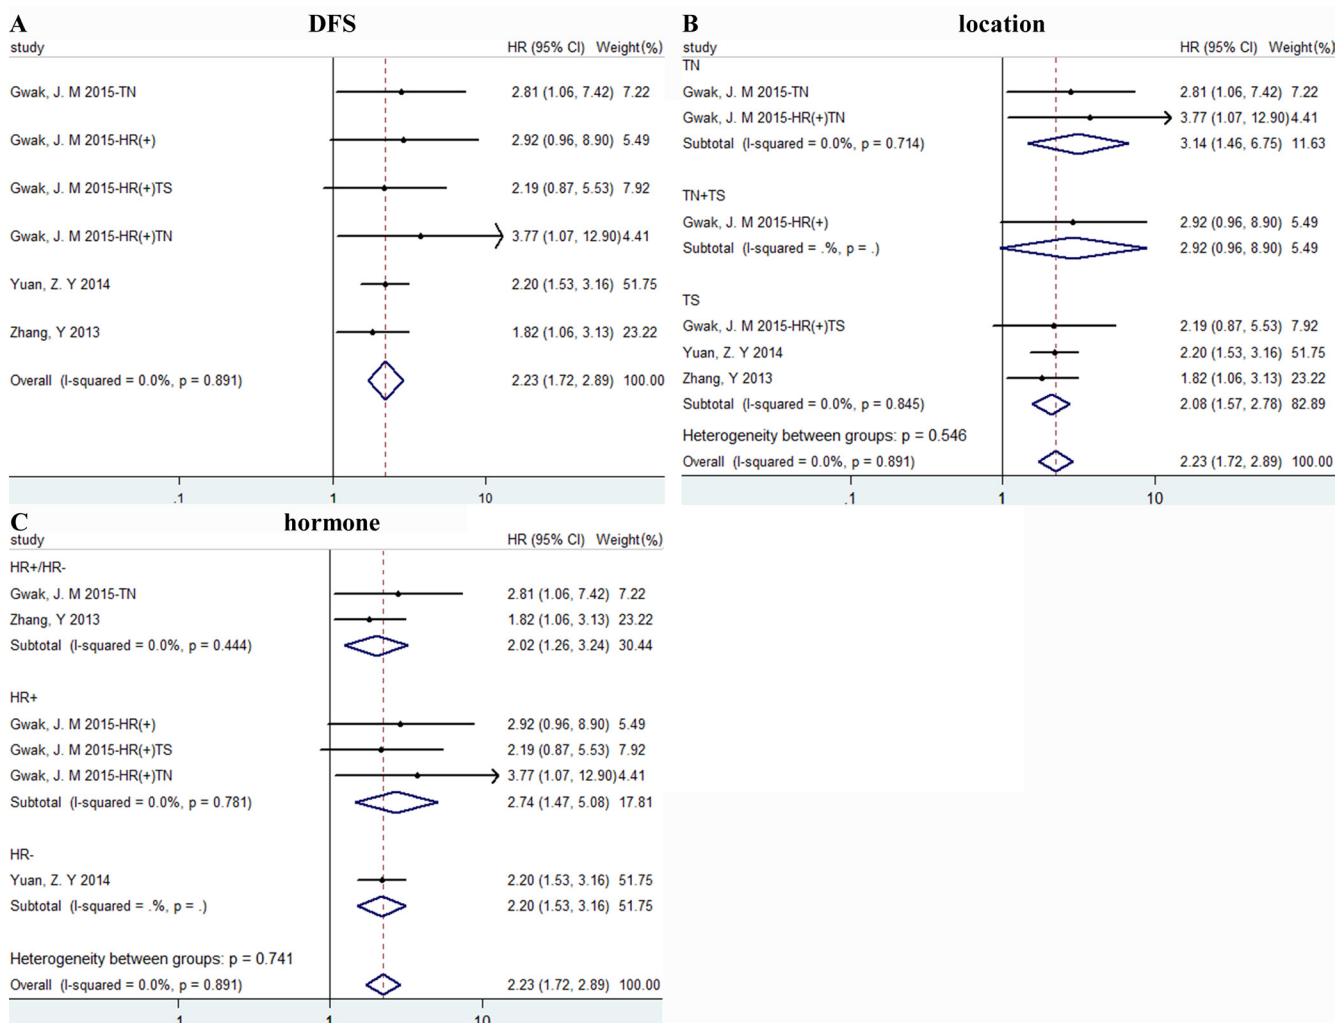 A DFS
study HR (95% CI) Weight(%)
Gwak, J. M 2015-TN 2.81 (1.06, 7.42) 7.22
Gwak, J. M 2015-HR(+) 2.92 (0.96, 8.90) 5.49
Gwak, J. M 2015-HR(+)TS 2.19 (0.87, 5.53) 7.92
Gwak, J. M 2015-HR(+)TN 3.77 (1.07, 12.90)4.41
Yuan, Z. Y 2014 2.20 (1.53, 3.16) 51.75
Zhang, Y 2013 1.82 (1.06, 3.13) 23.22
Overall (I-squared = 0.0%, p = 0.891) 2.23 (1.72, 2.89) 100.00
.1 1 10
B location
study HR (95% CI) Weight(%)
TN
Gwak, J. M 2015-TN 2.81 (1.06, 7.42) 7.22
Gwak, J. M 2015-HR(+)TN 3.77 (1.07, 12.90)4.41
Subtotal (I-squared = 0.0%, p = 0.714) 3.14 (1.46, 6.75) 11.63
TN+TS
Gwak, J. M 2015-HR(+) 2.92 (0.96, 8.90) 5.49
Subtotal (I-squared = .%, p = .) 2.92 (0.96, 8.90) 5.49
TS
Gwak, J. M 2015-HR(+)TS 2.19 (0.87, 5.53) 7.92
Yuan, Z. Y 2014 2.20 (1.53, 3.16) 51.75
Zhang, Y 2013 1.82 (1.06, 3.13) 23.22
Subtotal (I-squared = 0.0%, p = 0.845) 2.08 (1.57, 2.78) 82.89
Heterogeneity between groups: p = 0.546
Overall (I-squared = 0.0%, p = 0.891) 2.23 (1.72, 2.89) 100.00
.1 1 10
C hormone
study HR (95% CI) Weight(%)
HR+/HR-
Gwak, J. M 2015-TN 2.81 (1.06, 7.42) 7.22
Zhang, Y 2013 1.82 (1.06, 3.13) 23.22
Subtotal (I-squared = 0.0%, p = 0.444) 2.02 (1.26, 3.24) 30.44
HR+
Gwak, J. M 2015-HR(+) 2.92 (0.96, 8.90) 5.49
Gwak, J. M 2015-HR(+)TS 2.19 (0.87, 5.53) 7.92
Gwak, J. M 2015-HR(+)TN 3.77 (1.07, 12.90)4.41
Subtotal (I-squared = 0.0%, p = 0.781) 2.74 (1.47, 5.08) 17.81
HR-
Yuan, Z. Y 2014 2.20 (1.53, 3.16) 51.75
Subtotal (I-squared = .%, p = .) 2.20 (1.53, 3.16) 51.75
Heterogeneity between groups: p = 0.741
Overall (I-squared = 0.0%, p = 0.891) 2.23 (1.72, 2.89) 100.00
.1 1 10